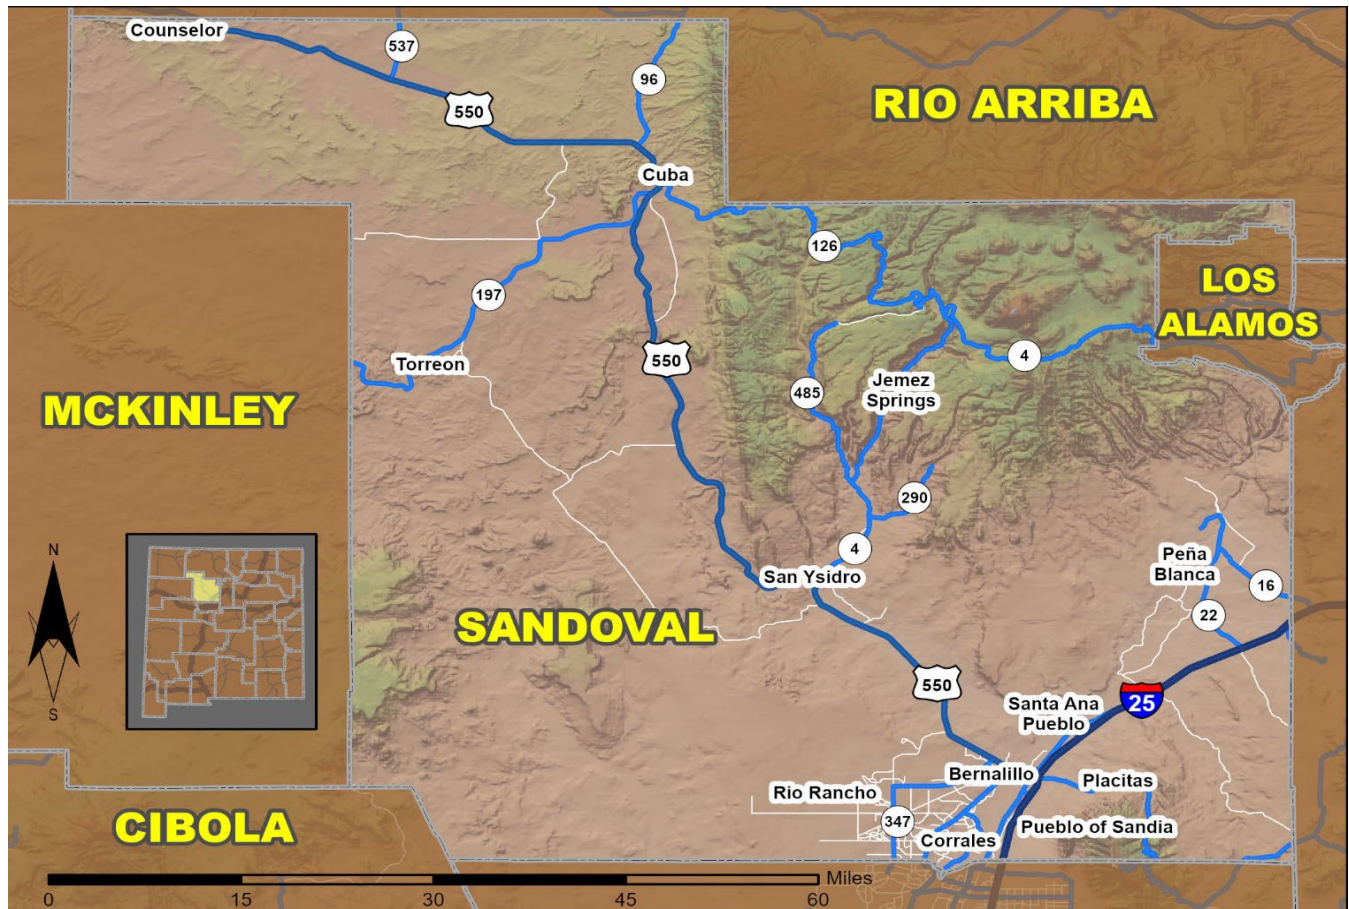 Counselor
537
96
550
RIO ARRIBA
Cuba
126
LOS
ALAMOS
197
Torreon
550
4
Jemez
Springs
485
MCKINLEY
290
N
4
Peña
Blanca
San Ysidro
16
22
SANDOVAL
S
550
25
Santa Ana
Pueblo
Bernalillo
Placitas
Rio Rancho
347
Pueblo of Sandia
Corrales
CIBOLA
Miles
0 15 30 45 60